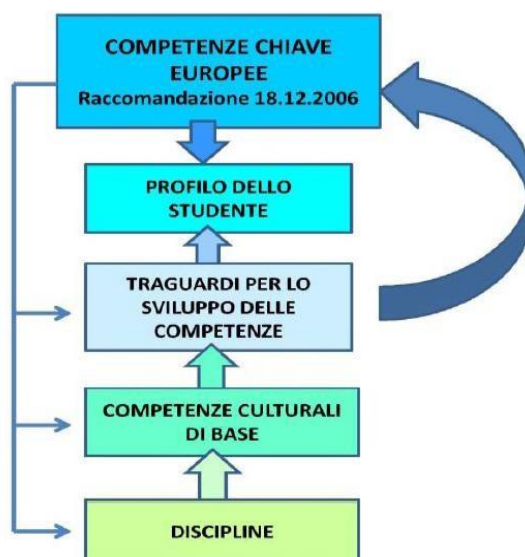 COMPETENZE CHIAVE
EUROPEE
Raccomandazione 18.12.2006
PROFILO DELLO
STUDENTE
TRAGUARDI PER LO
SVILUPPO DELLE
COMPETENZE
COMPETENZE CULTURALI
DI BASE
DISCIPLINE